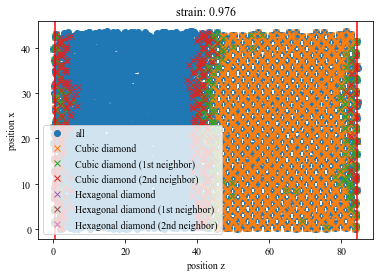 strain: 0.976
position x
40
30
20
10
0
all
Cubic diamond
Cubic diamond (1st neighbor)
Cubic diamond (2nd neighbor)
Hexagonal diamond
Hexagonal diamond (1st neighbor)
Hexagonal diamond (2nd neighbor)
0 20 40 60 80
position z